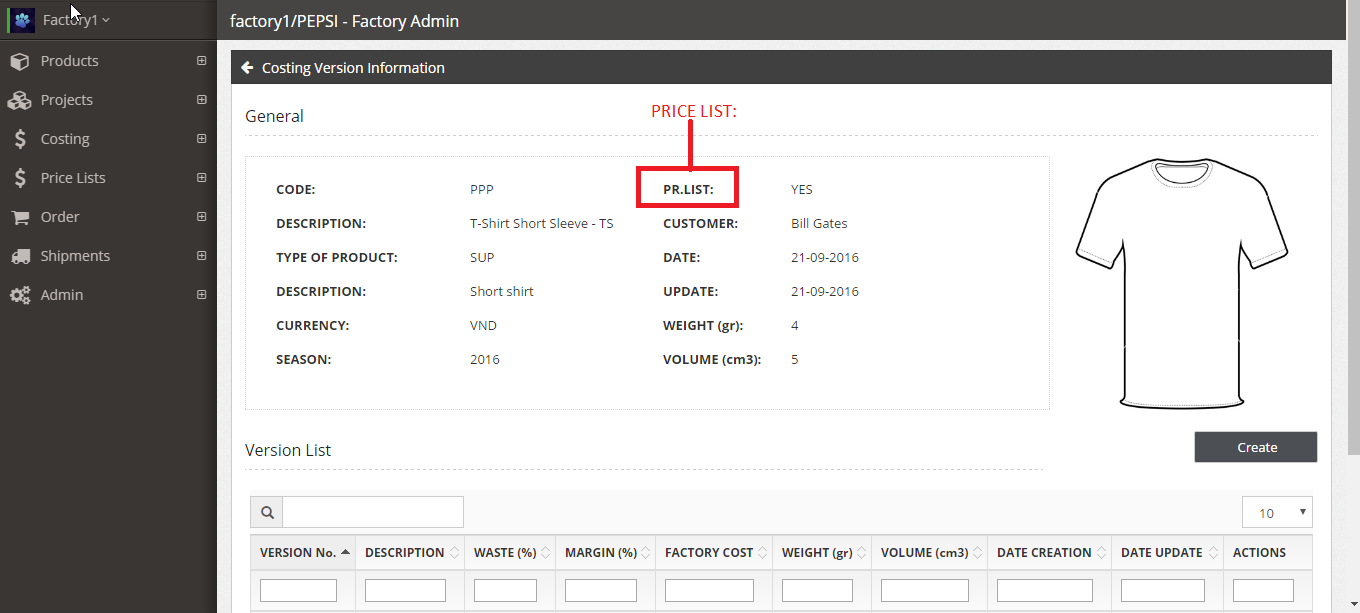 Factory1
factory1/PEPSI - Factory Admin
Products
Projects
Costing
Price Lists
Order
Shipments
Admin
Costing Version Information
General
PRICE LIST:
CODE: PPP PR.LIST: YES
DESCRIPTION: T-Shirt Short Sleeve - TS CUSTOMER: Bill Gates
TYPE OF PRODUCT: SUP DATE: 21-09-2016
DESCRIPTION: Short shirt UPDATE: 21-09-2016
CURRENCY: VND WEIGHT (gr): 4
SEASON: 2016 VOLUME (cm3): 5
Version List
Create
10
VERSION No. DESCRIPTION WASTE (%) MARGIN (%) FACTORY COST WEIGHT (gr) VOLUME (cm3) DATE CREATION DATE UPDATE ACTIONS